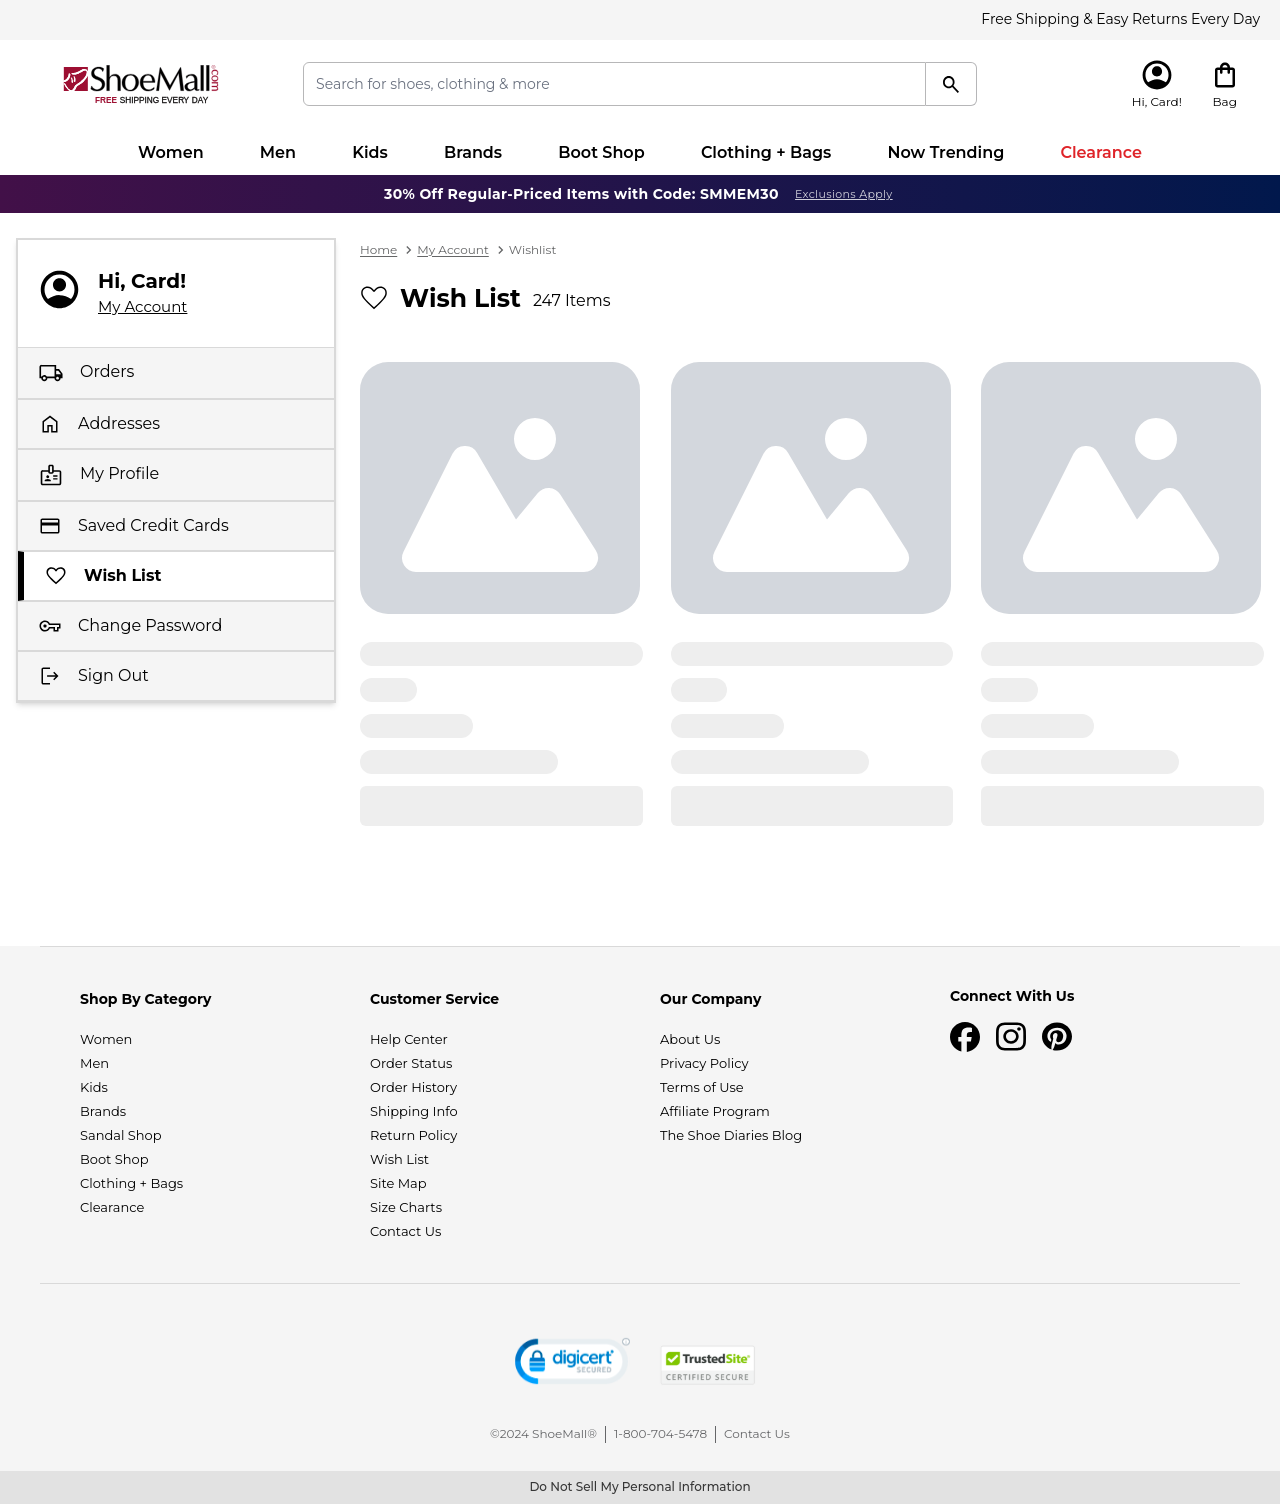 Free Shipping & Easy Returns Every Day
ShoeMall.com
FREE SHIPPING EVERY DAY
Search for shoes, clothing & more
Hi, Card!
Bag
Women
Men
Kids
Brands
Boot Shop
Clothing + Bags
Now Trending
Clearance
30% Off Regular-Priced Items with Code: SMMEM30 Exclusions Apply
Hi, Card!
My Account
Orders
Addresses
My Profile
Saved Credit Cards
Wish List
Change Password
Sign Out
Home > My Account > Wishlist
Wish List 247 Items
Shop By Category
Women
Men
Kids
Brands
Sandal Shop
Boot Shop
Clothing + Bags
Clearance
Customer Service
Help Center
Order Status
Order History
Shipping Info
Return Policy
Wish List
Site Map
Size Charts
Contact Us
Our Company
About Us
Privacy Policy
Terms of Use
Affiliate Program
The Shoe Diaries Blog
Connect With Us
digicert
SECURED
TrustedSite
CERTIFIED SECURE
©2024 ShoeMall® | 1-800-704-5478 | Contact Us
Do Not Sell My Personal Information